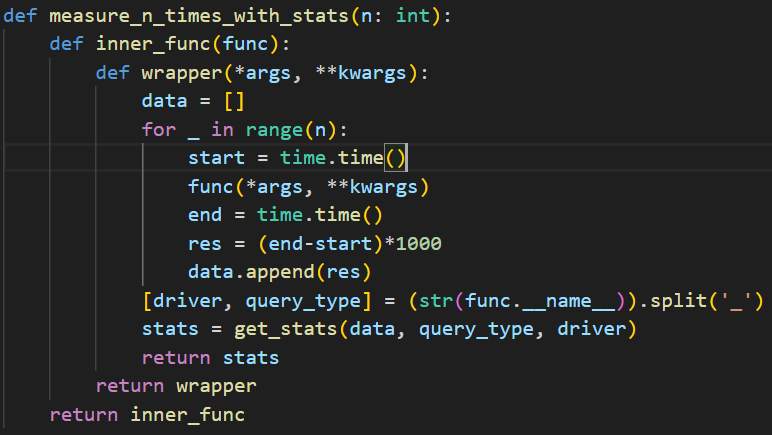 def measure_n_times_with_stats(n: int):
    def inner_func(func):
        def wrapper(*args, **kwargs):
            data = []
            for _ in range(n):
                start = time.time()
                func(*args, **kwargs)
                end = time.time()
                res = (end-start)*1000
                data.append(res)
            [driver, query_type] = (str(func.__name__)).split('_')
            stats = get_stats(data, query_type, driver)
            return stats
        return wrapper
    return inner_func